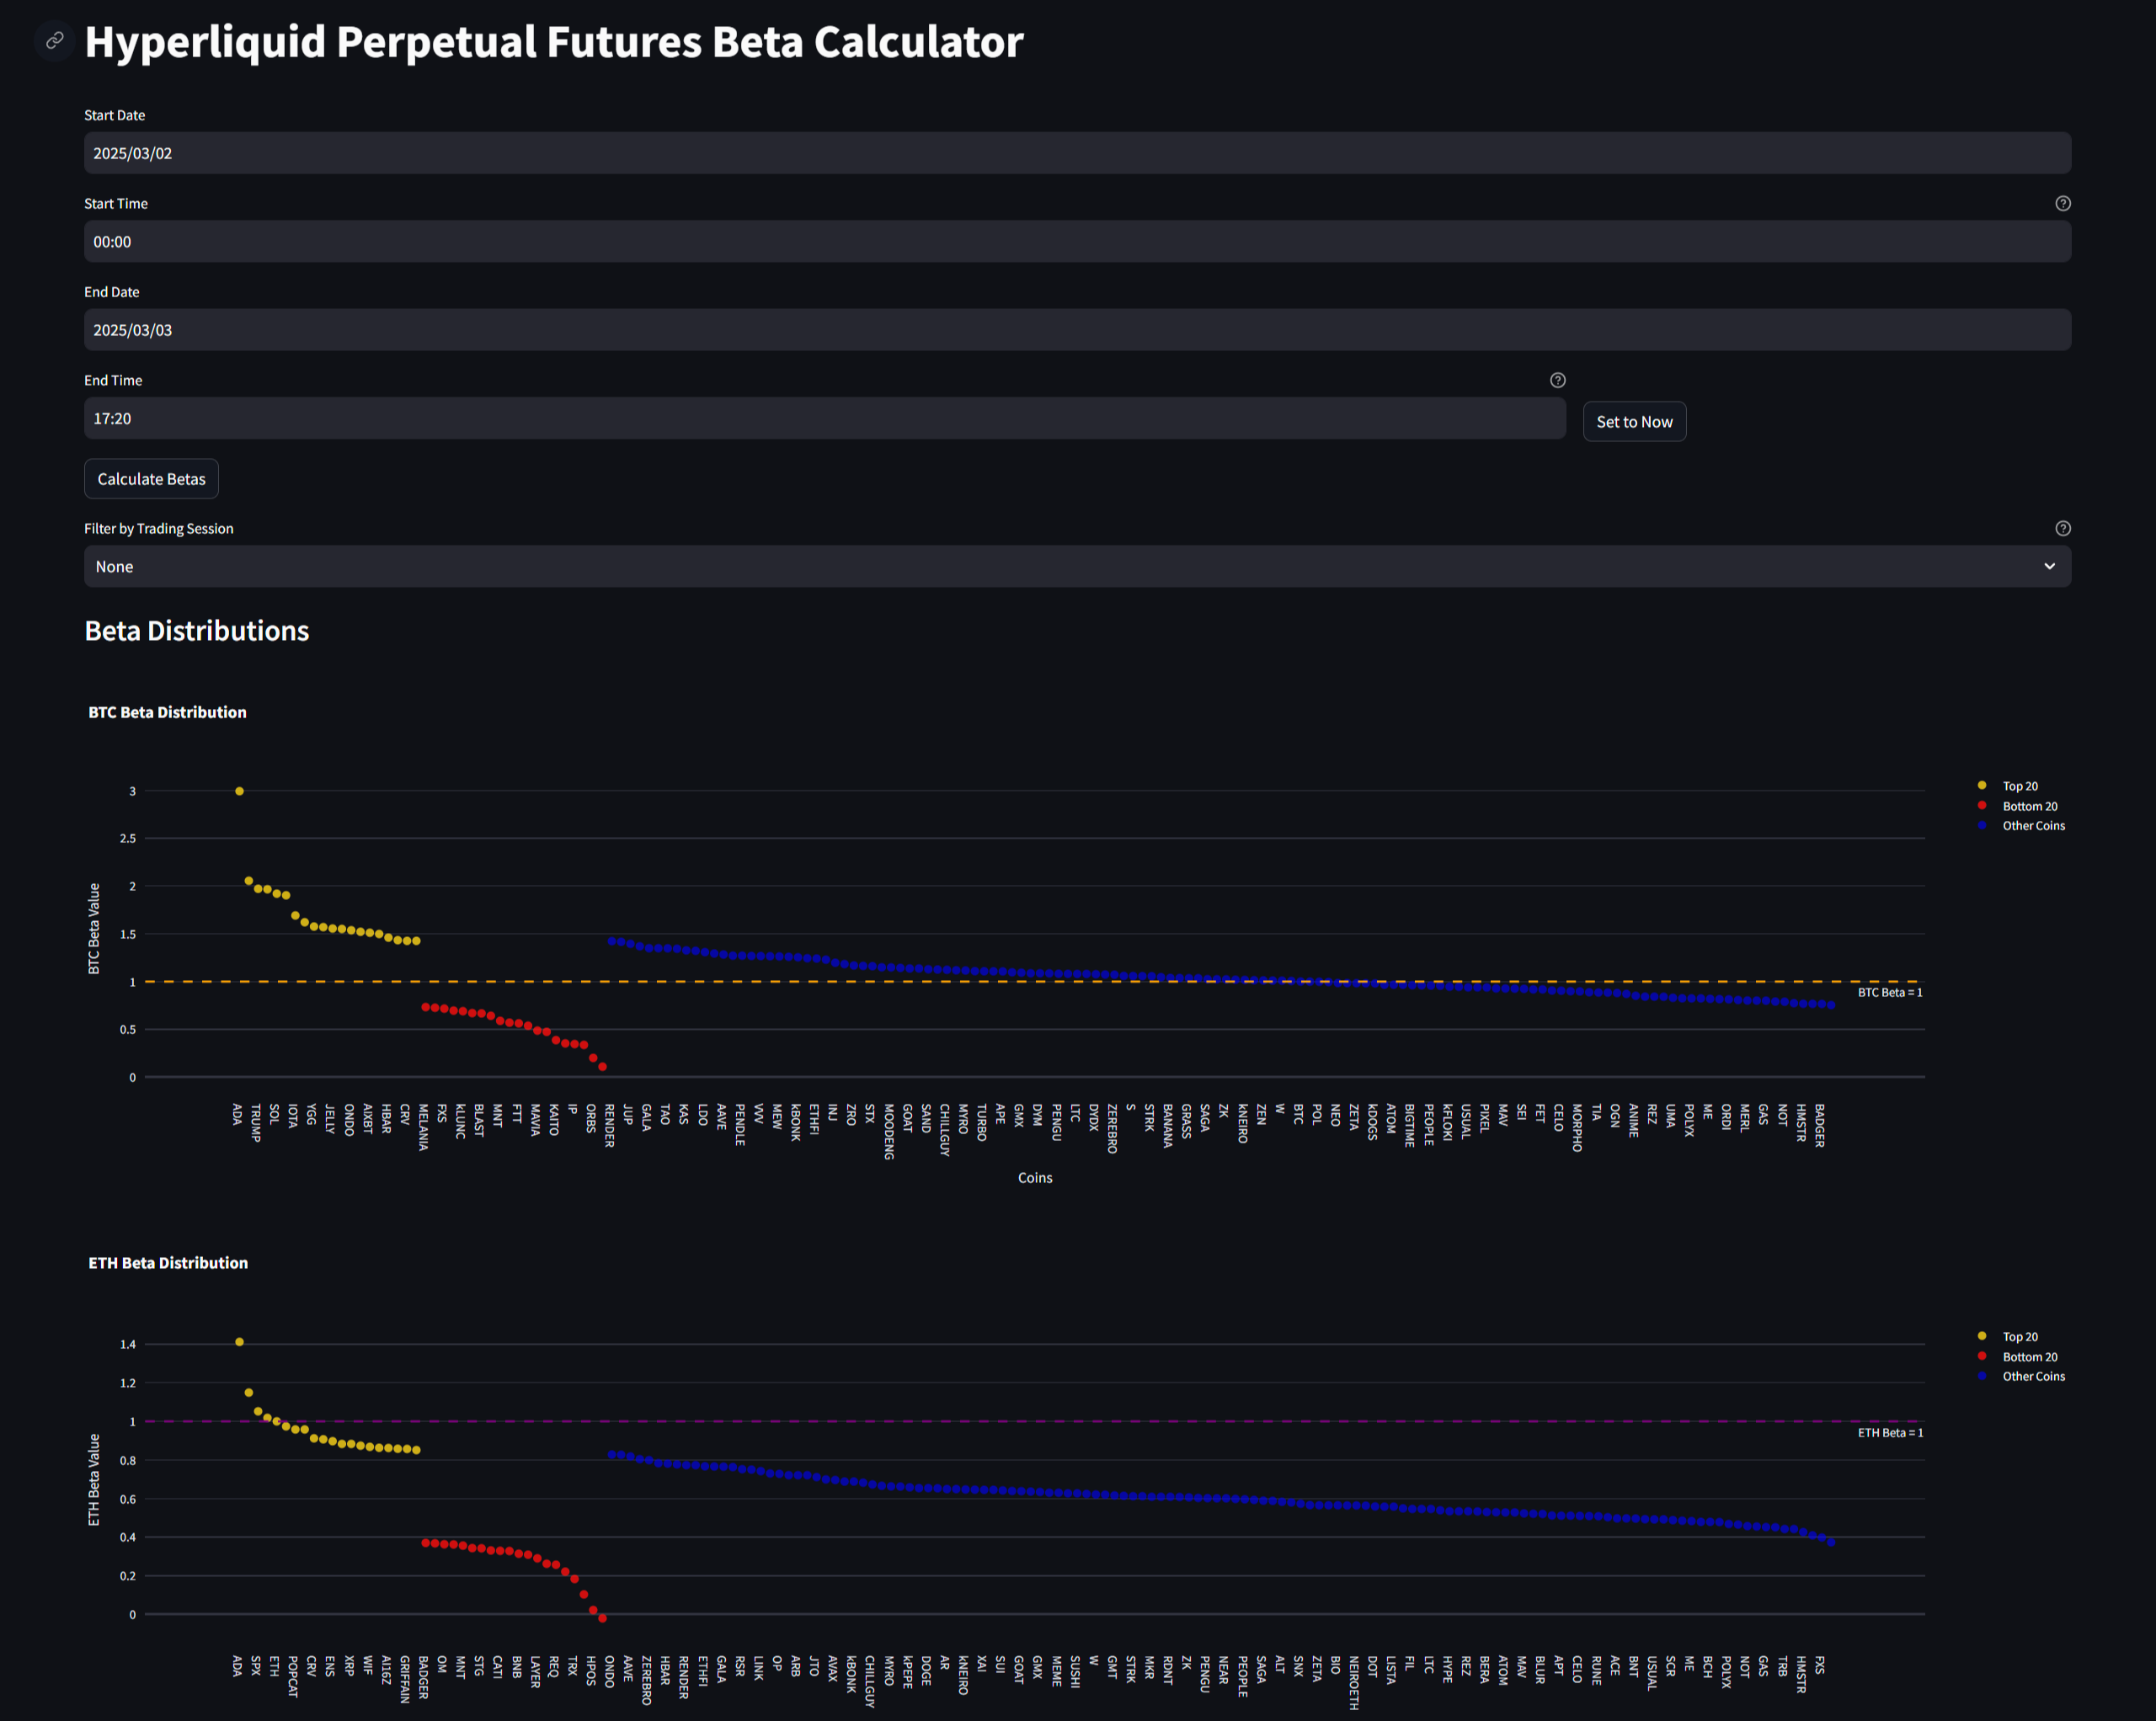 Hyperliquid Perpetual Futures Beta Calculator
Start Date
2025/03/02
Start Time
00:00
End Date
2025/03/03
End Time
17:20
Set to Now
Calculate Betas
Filter by Trading Session
None
Beta Distributions
BTC Beta Distribution
Top 20
Bottom 20
Other Coins
BTC Beta Value
3
2.5
2
1.5
1
0.5
0
BTC Beta = 1
ADA TRUMP SOL IOTA YGG JELLY ONDO AIXBT HBAR CRV MELANIA FXS kLUNC BLAST MNT FTT MAVIA KAITO IP ORBS RENDER JUP GALA TAO KAS LDO AAVE PENDLE VVV MEW kBONK ETHFI INJ ZRO STX MOODENG GOAT SAND CHILLGUY MYRO TURBO APE GMX DYM PENGU LTC DYDX ZEREBRO S STRK BANANA GRASS SAGA ZK kNEIRO ZEN W BTC POL NEO ZETA kDOGS ATOM BIGTIME PEOPLE kFLOKI USUAL PIXEL MAV SEI FET CELO MORPHO TIA OGN ANIME REZ UMA POLYX ME ORDI MERL GAS NOT HMSTR BADGER
Coins
ETH Beta Distribution
Top 20
Bottom 20
Other Coins
ETH Beta Value
1.4
1.2
1
0.8
0.6
0.4
0.2
0
ETH Beta = 1
ADA SPX ETH POPCAT CRV ENS XRP WIF AI16Z GRIFFAIN BADGER OM MNT STG CATI BNB LAYER REQ TRX HPOS ONDO AAVE ZEREBRO HBAR RENDER ETHFI GALA RSR LINK OP ARB JTO AVAX kBONK CHILLGUY MYRO kPEPE DOGE AR kNEIRO XAI SUI GOAT GMX MEME SUSHI W GMT STRK MKR RDNT ZK PENGU NEAR PEOPLE SAGA ALT SNX ZETA BIO NEIROETH DOT LISTA FIL LTC HYPE REZ BERA ATOM MAV BLUR APT CELO RUNE ACE BNT USUAL SCR ME BCH POLYX NOT GAS TRB HMSTR FXS